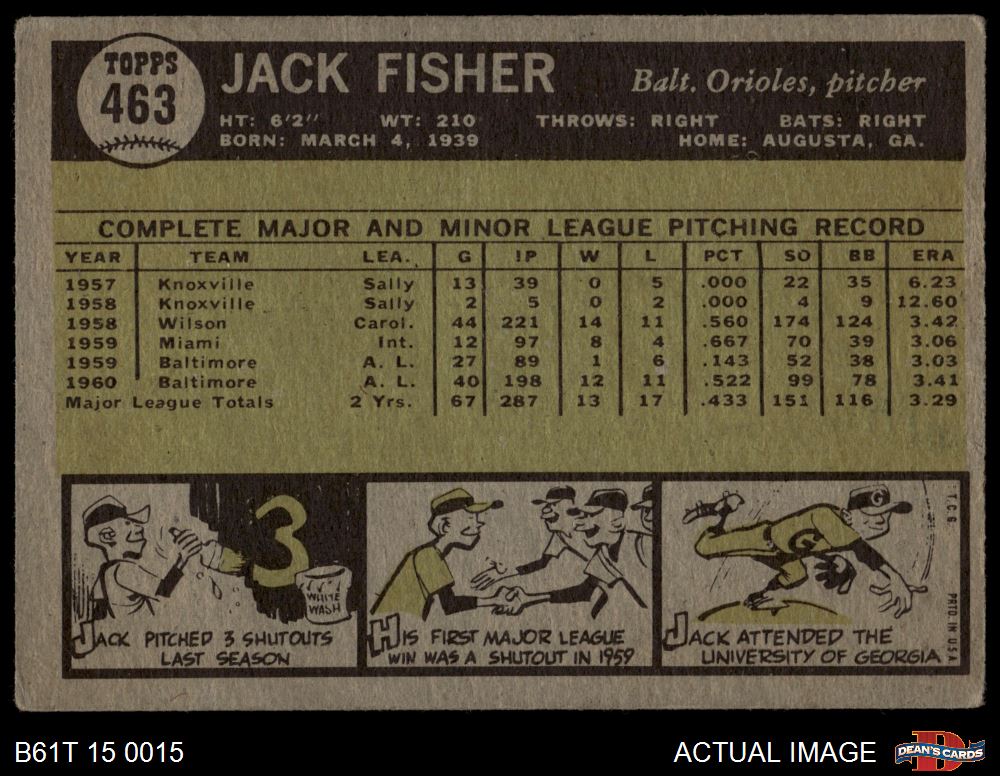 TOPPS
463
JACK FISHER
Balt. Orioles, pitcher
HT: 6'2" WT: 210 THROWS: RIGHT BATS: RIGHT
BORN: MARCH 4, 1939 HOME: AUGUSTA, GA.
COMPLETE MAJOR AND MINOR LEAGUE PITCHING RECORD
YEAR TEAM LEA. G IP W L PCT SO BB ERA
1957 Knoxville Sally 13 39 0 5 .000 22 35 6.23
1958 Knoxville Sally 2 5 0 2 .000 4 9 12.60
1958 Wilson Carol. 44 221 14 11 .560 174 124 3.42
1959 Miami Int. 12 97 8 4 .667 70 39 3.06
1959 Baltimore A. L. 27 89 1 6 .143 52 38 3.03
1960 Baltimore A. L. 40 198 12 11 .522 99 78 3.41
Major League Totals 2 Yrs. 67 287 13 17 .433 151 116 3.29
3
WHITE
WASH
JACK PITCHED 3 SHUTOUTS
LAST SEASON
HIS FIRST MAJOR LEAGUE
WIN WAS A SHUTOUT IN 1959
G
G
JACK ATTENDED THE
UNIVERSITY OF GEORGIA
T.C.G.
PRTD IN U.S.A.
B61T 15 0015
ACTUAL IMAGE
DEAN'S CARDS